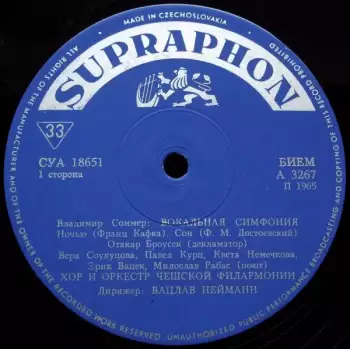 MADE IN CZECHOSLOVAKIA
ALL RIGHTS OF THE MANUFACTURER AND OF THE OWNER OF THE RECORDED WORK RESERVED. UNAUTHORIZED PUBLIC PERFORMANCE BROADCASTING AND COPYING OF THIS RECORD PROHIBITED
SUPRAPHON
33
СУА 18651
1 сторона
БИЕМ
А 3267
П 1965
Владимир Соммер: ВОКАЛЬНАЯ СИМФОНИЯ
Ночью (Франц Кафка), Сон (Ф. М. Достоевский)
Отакар Броусек (декламатор)
Вера Соукупова, Павел Курц, Квета Немечкова,
Эрик Вацек, Милослав Рабас (поют)
ХОР И ОРКЕСТР ЧЕШСКОЙ ФИЛАРМОНИИ
Дирижер: ВАЦЛАВ НЕЙМАНН